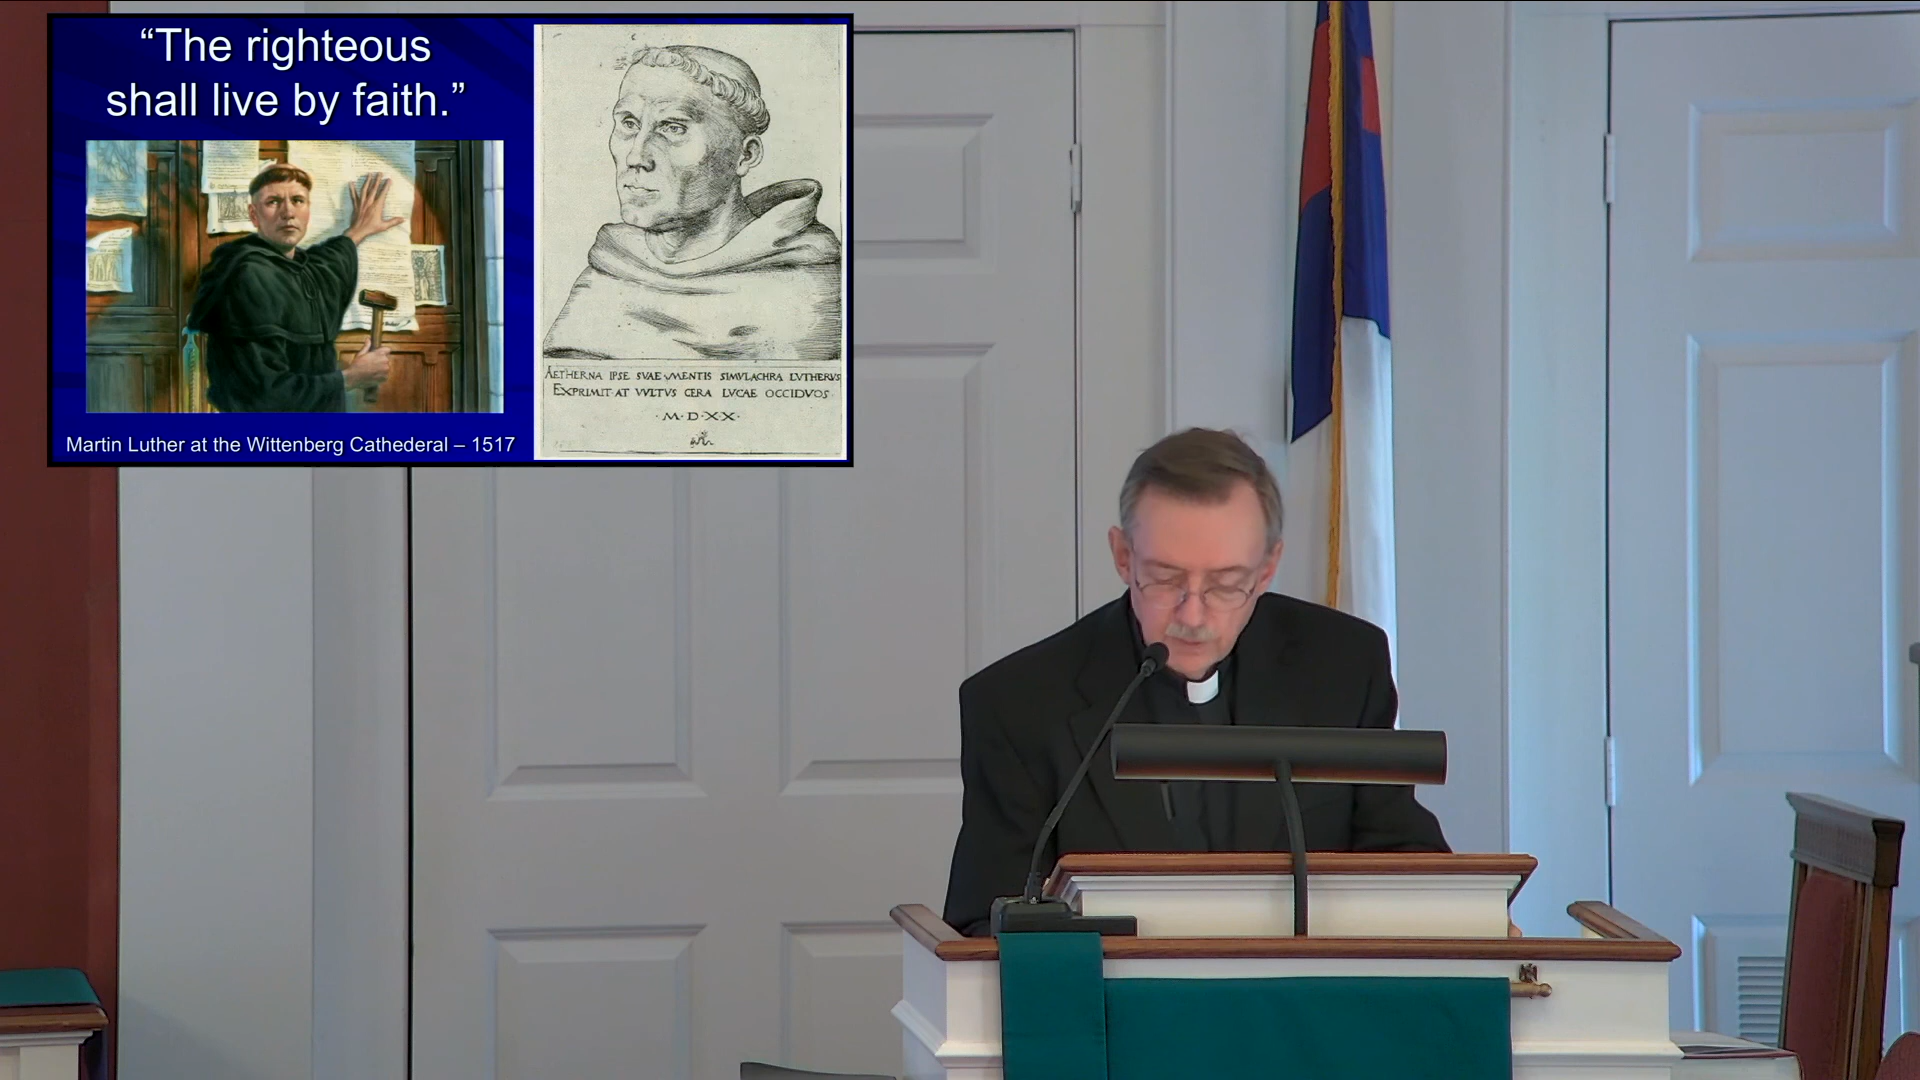 “The righteous
shall live by faith.”
Martin Luther at the Wittenberg Cathederal – 1517
AETHERNA IPSE SVAE MENTIS SIMVLACHRA LVTHERVS
EXPRIMIT·AT VVLTVS CERA LVCAE OCCIDVOS
·M·D·XX·